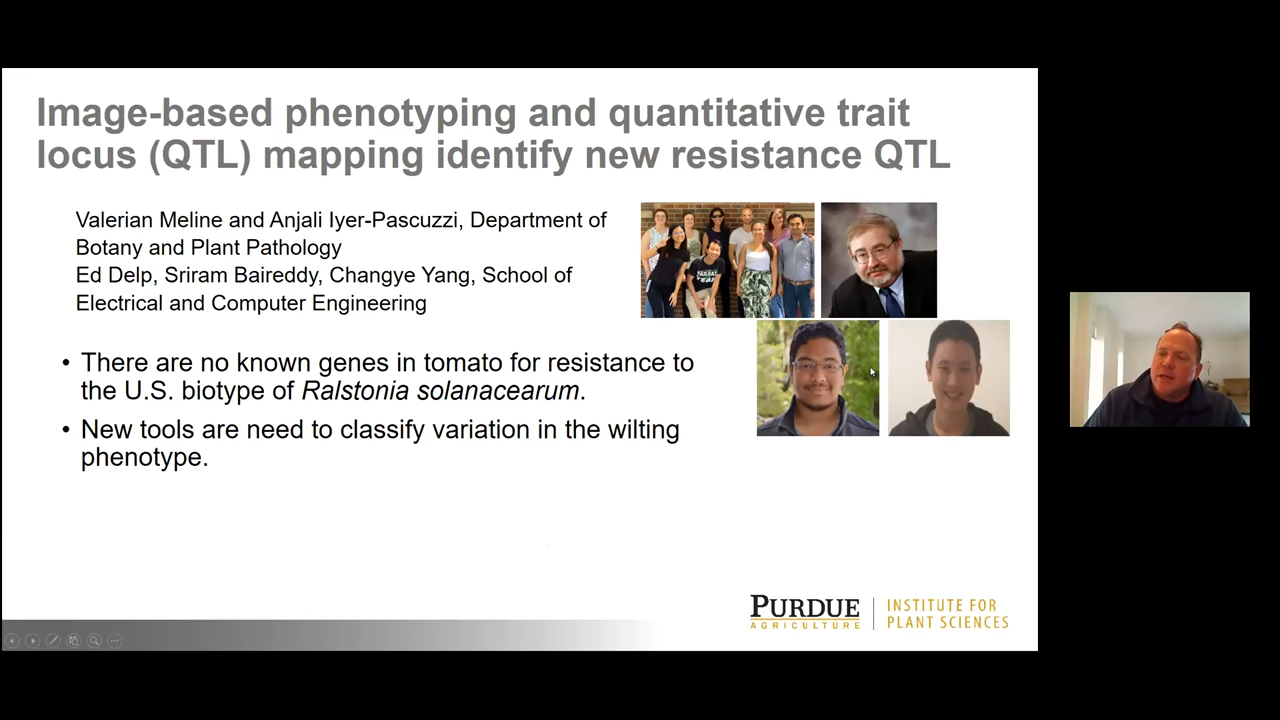 Image-based phenotyping and quantitative trait
locus (QTL) mapping identify new resistance QTL
Valerian Meline and Anjali Iyer-Pascuzzi, Department of
Botany and Plant Pathology
Ed Delp, Sriram Baireddy, Changye Yang, School of
Electrical and Computer Engineering
• There are no known genes in tomato for resistance to
the U.S. biotype of Ralstonia solanacearum.
• New tools are need to classify variation in the wilting
phenotype.
PURDUE
AGRICULTURE
INSTITUTE FOR
PLANT SCIENCES